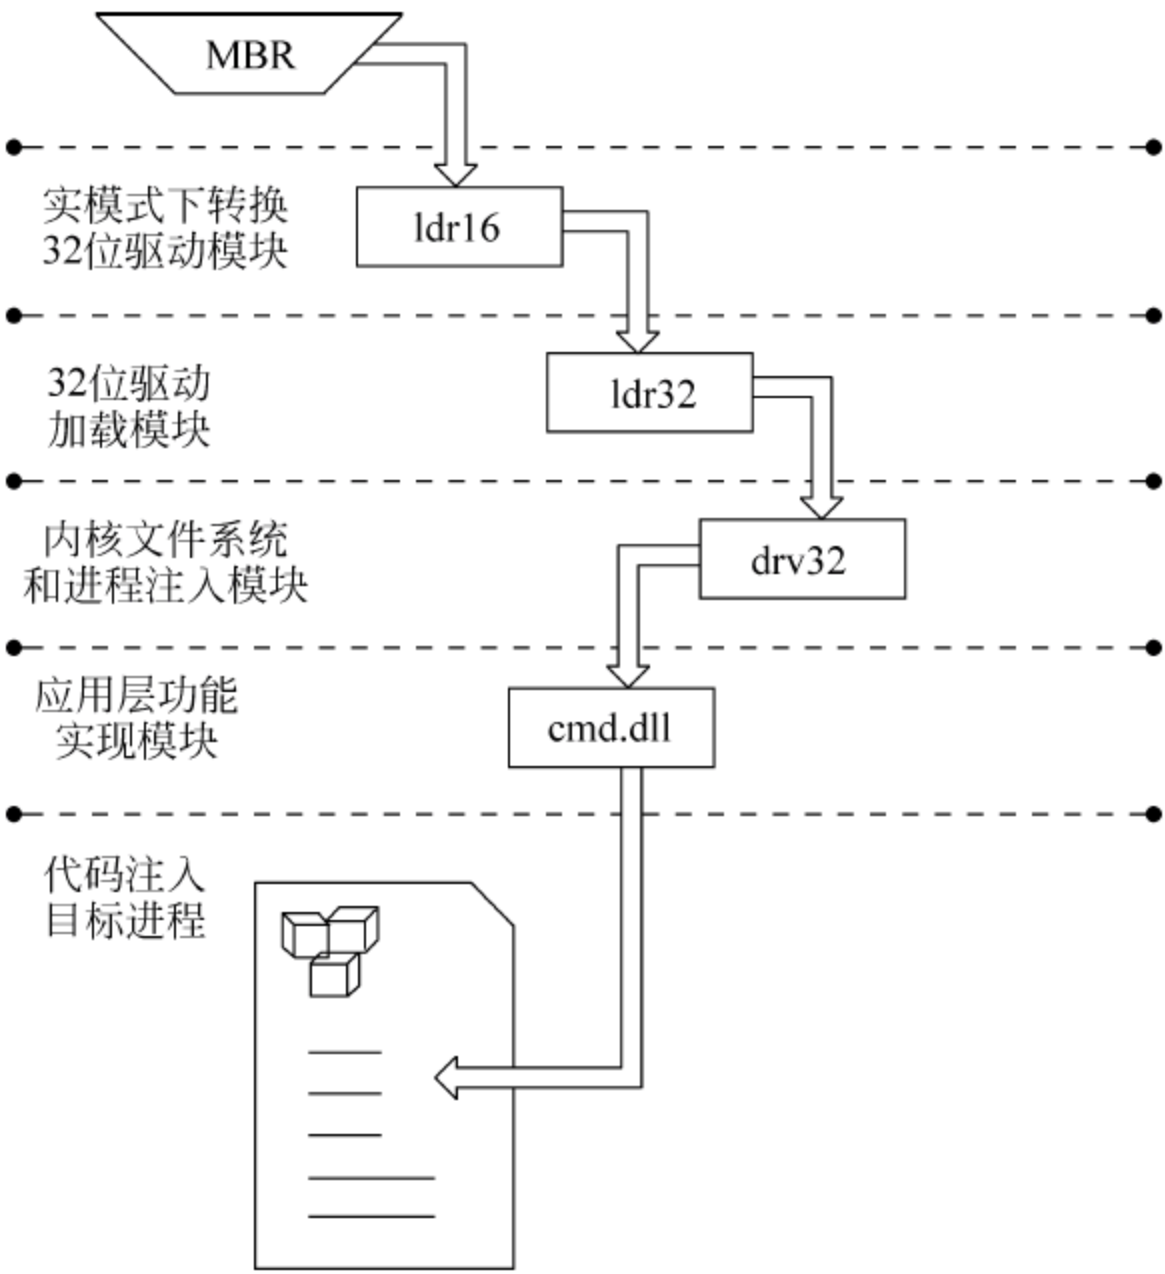 MBR
实模式下转换
32位驱动模块
ldr16
32位驱动
加载模块
ldr32
内核文件系统
和进程注入模块
drv32
应用层功能
实现模块
cmd.dll
代码注入
目标进程